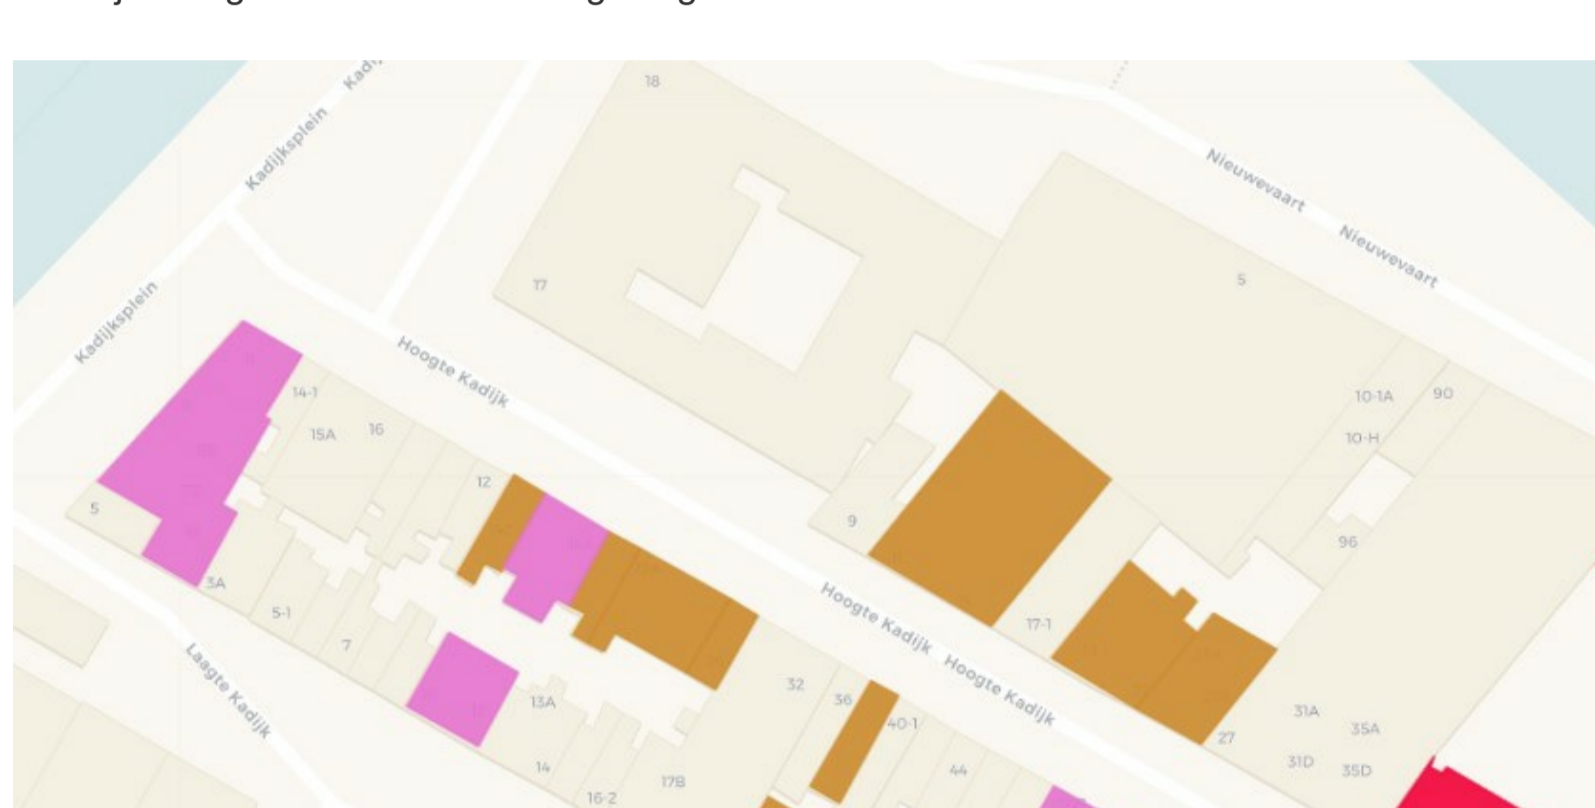 Kadijksplein
18
Kadijksplein
Nieuwevaart
Nieuwevaart
Kadijksplein
17
5
Hoogte Kadijk
14-1
15A
16
10-1A
90
10-H
12
5
9
96
3A
5-1
7
Hoogte Kadijk
Hoogte Kadijk
17-1
Laagte Kadijk
13A
32
36
40-1
31A
35A
27
14
16-2
17B
44
31D
35D